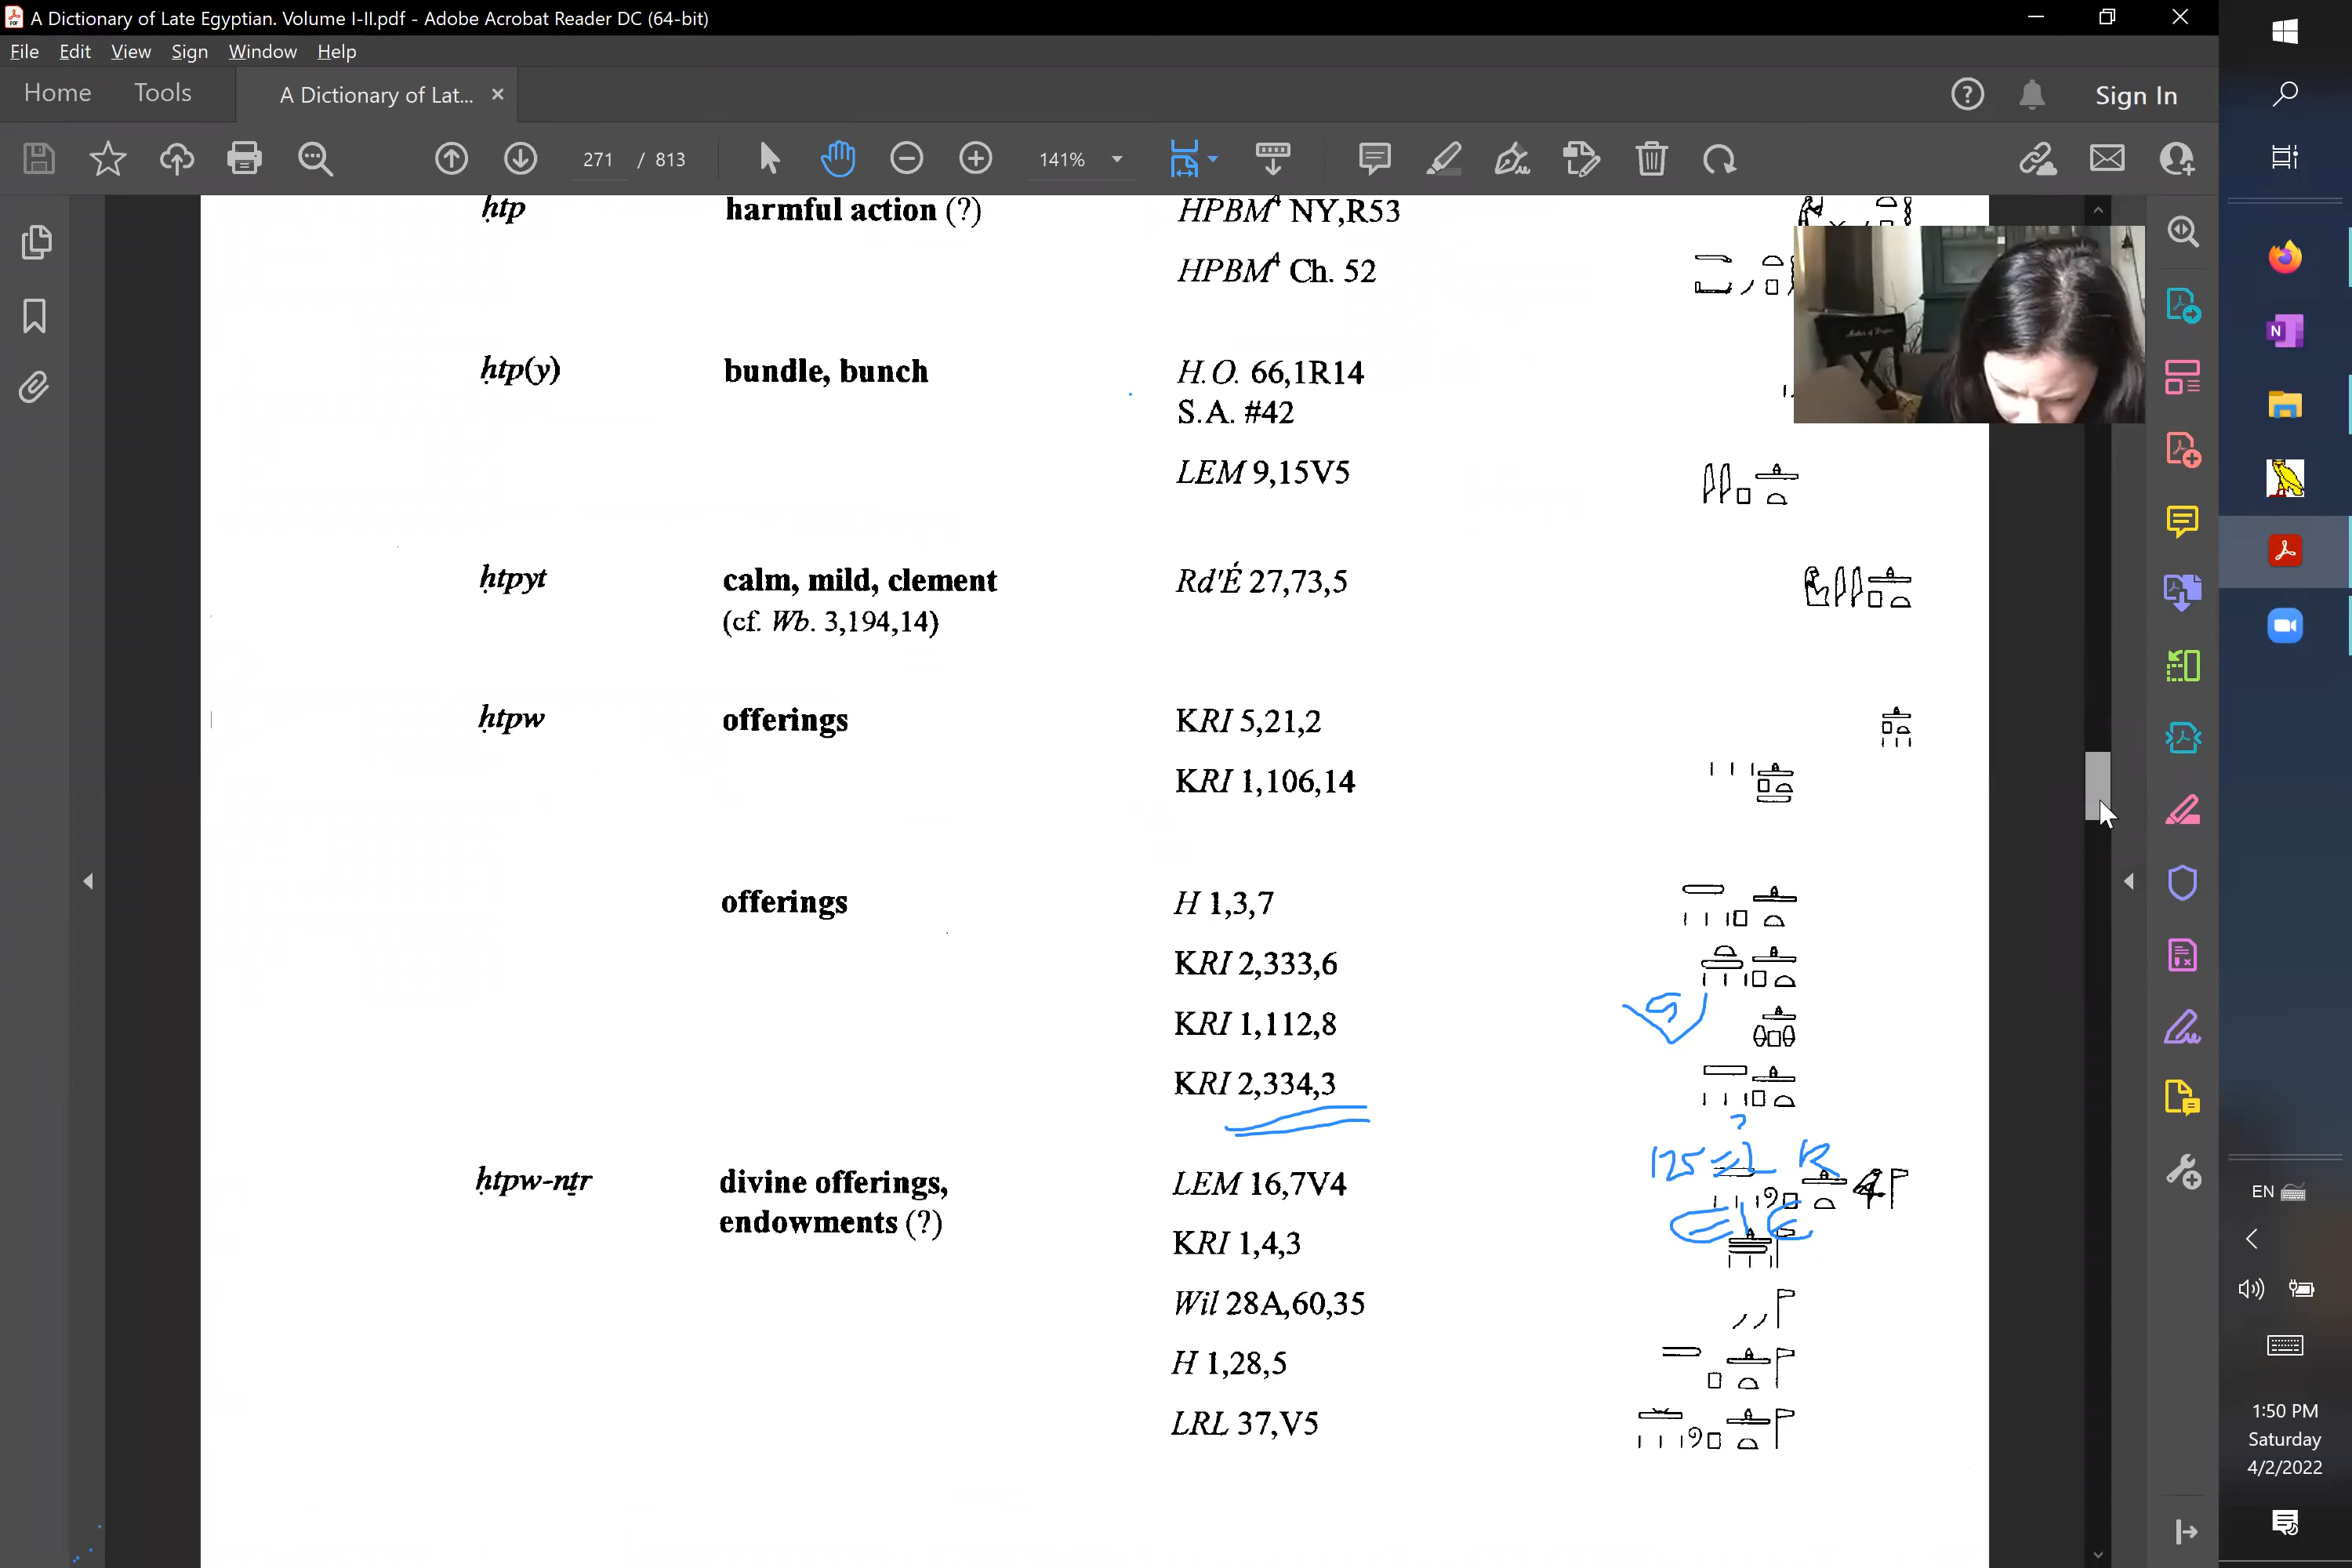 A Dictionary of Late Egyptian. Volume I-II.pdf - Adobe Acrobat Reader DC (64-bit)
File Edit View Sign Window Help
Home Tools A Dictionary of Lat... × Sign In
271 / 813 141%
ḥtp harmful action (?) HPBM⁴ NY,R53
HPBM⁴ Ch. 52
ḥtp(y) bundle, bunch H.O. 66,1R14
S.A. #42
LEM 9,15V5
ḥtpyt calm, mild, clement Rd'É 27,73,5
(cf. Wb. 3,194,14)
ḥtpw offerings KRI 5,21,2
KRI 1,106,14
offerings H 1,3,7
KRI 2,333,6
KRI 1,112,8
KRI 2,334,3
ḥtpw-nṯr divine offerings, LEM 16,7V4
endowments (?)
KRI 1,4,3
Wil 28A,60,35
H 1,28,5
LRL 37,V5
EN
1:50 PM
Saturday
4/2/2022